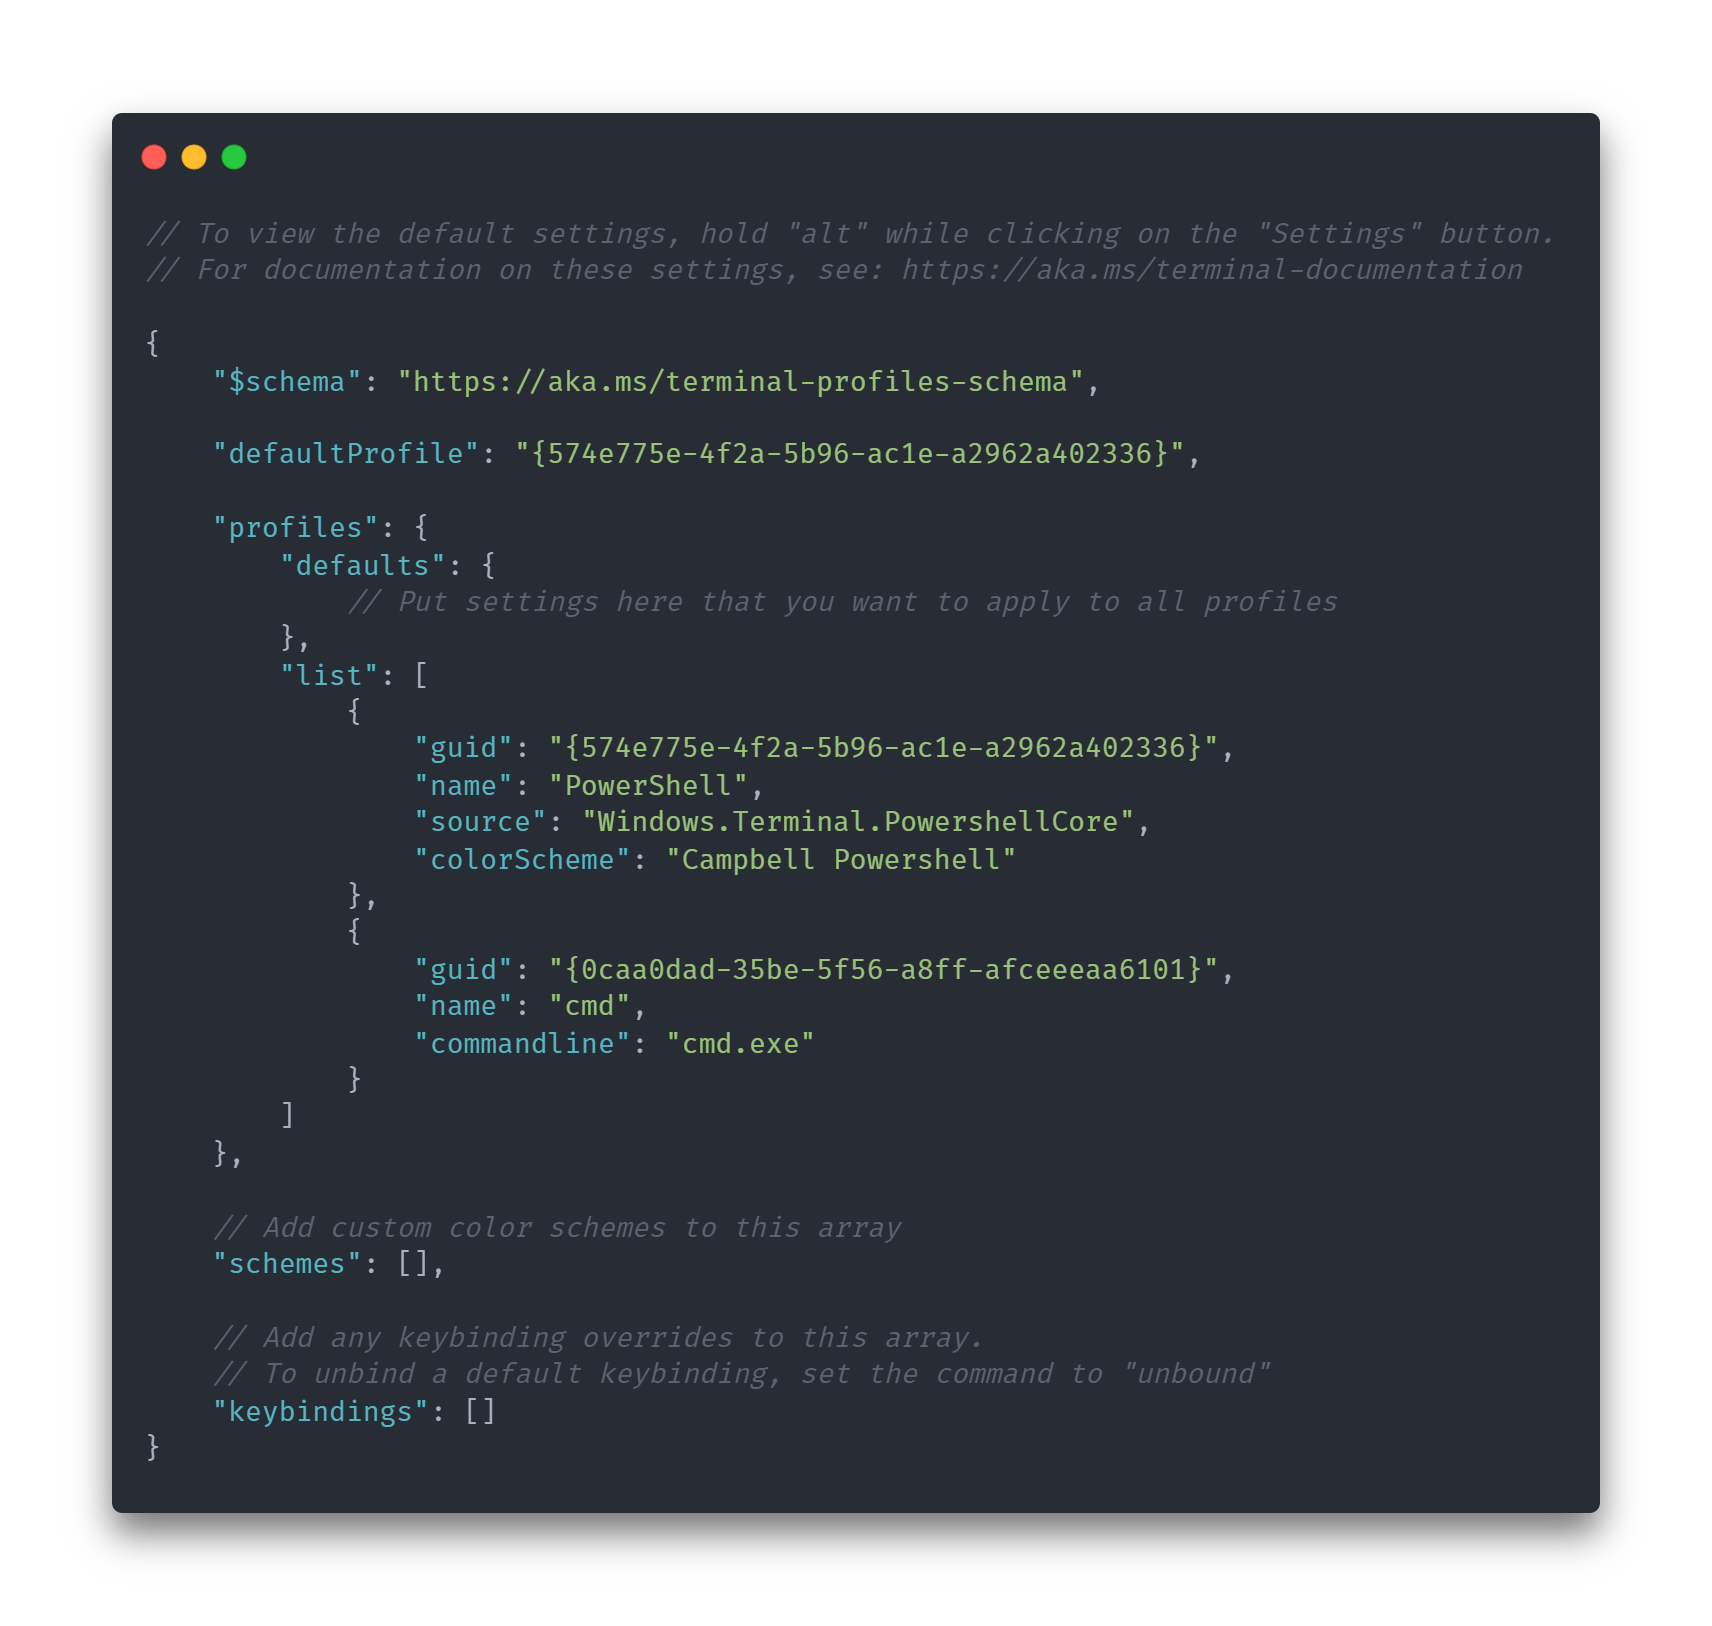 // To view the default settings, hold "alt" while clicking on the "Settings" button.
// For documentation on these settings, see: https://aka.ms/terminal-documentation
{
"$schema": "https://aka.ms/terminal-profiles-schema",
"defaultProfile": "{574e775e-4f2a-5b96-ac1e-a2962a402336}",
"profiles": {
"defaults": {
// Put settings here that you want to apply to all profiles
},
"list": [
{
"guid": "{574e775e-4f2a-5b96-ac1e-a2962a402336}",
"name": "PowerShell",
"source": "Windows.Terminal.PowershellCore",
"colorScheme": "Campbell Powershell"
},
{
"guid": "{0caa0dad-35be-5f56-a8ff-afceeeaa6101}",
"name": "cmd",
"commandline": "cmd.exe"
}
]
},
// Add custom color schemes to this array
"schemes": [],
// Add any keybinding overrides to this array.
// To unbind a default keybinding, set the command to "unbound"
"keybindings": []
}